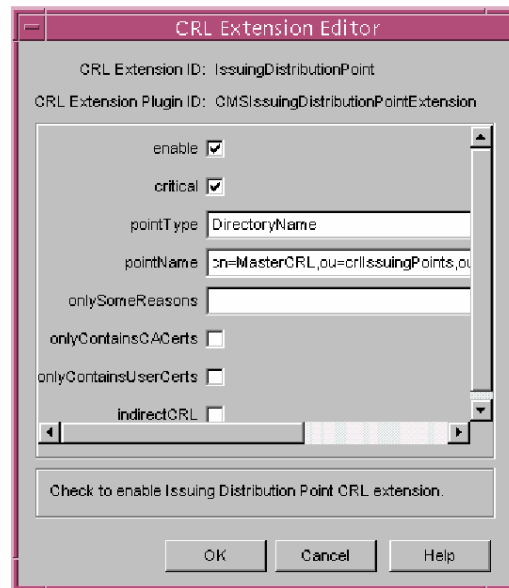 CRL Extension Editor
CRL Extension ID: IssuingDistributionPoint
CRL Extension Plugin ID: CMSIssuingDistributionPointExtension
enable
critical
pointType DirectoryName
pointName cn=MasterCRL,ou=crlIssuingPoints,ou
onlySomeReasons
onlyContainsCACerts
onlyContainsUserCerts
indirectCRL
Check to enable Issuing Distribution Point CRL extension.
OK Cancel Help